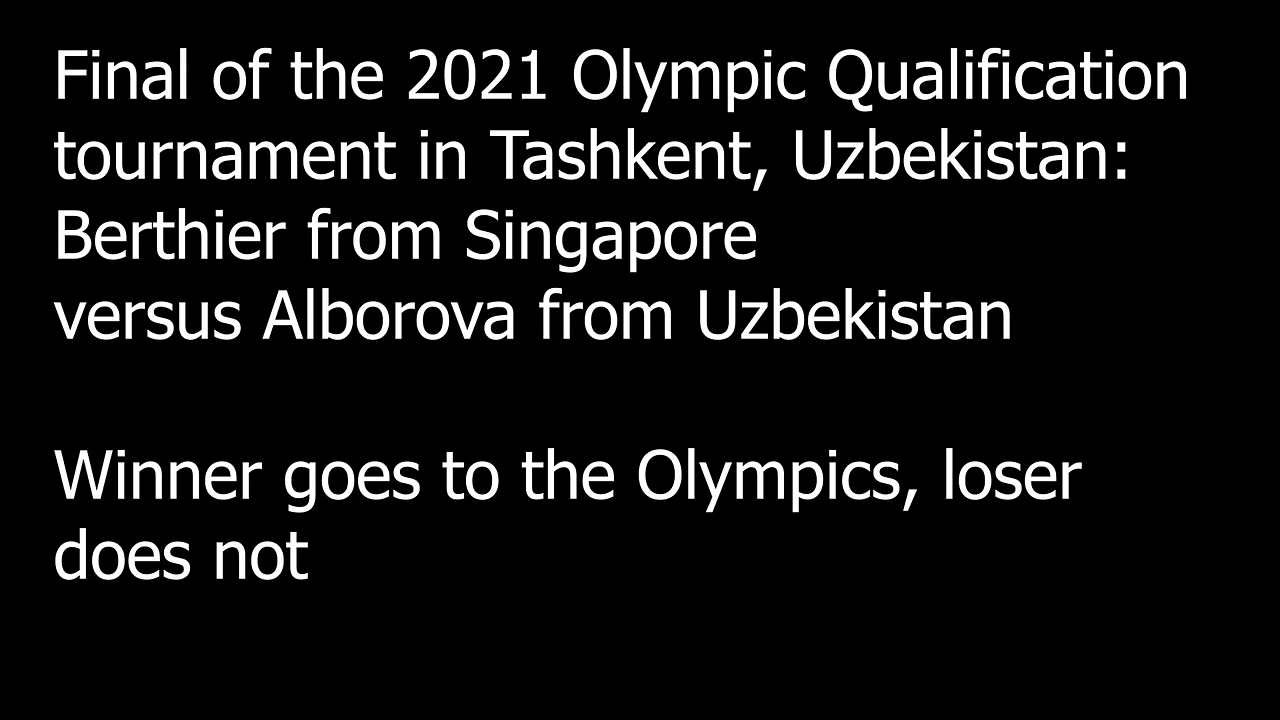 Final of the 2021 Olympic Qualification
tournament in Tashkent, Uzbekistan:
Berthier from Singapore
versus Alborova from Uzbekistan
Winner goes to the Olympics, loser
does not